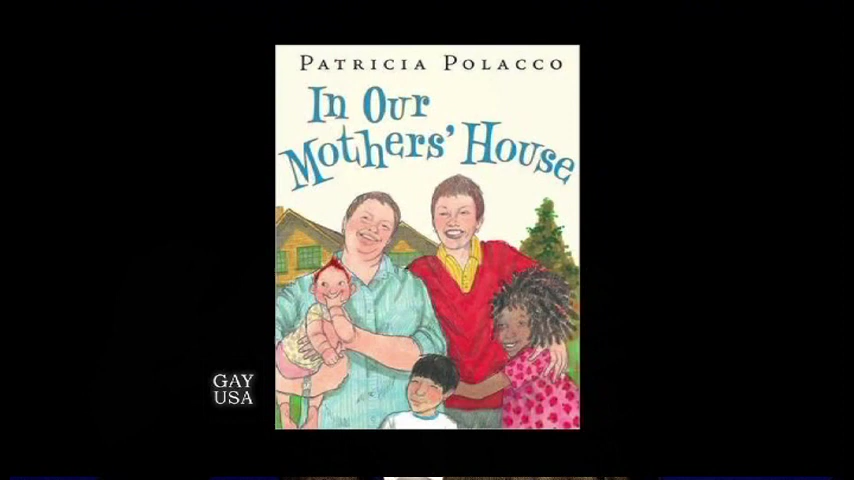 PATRICIA POLACCO
In Our
Mothers' House
GAY
USA